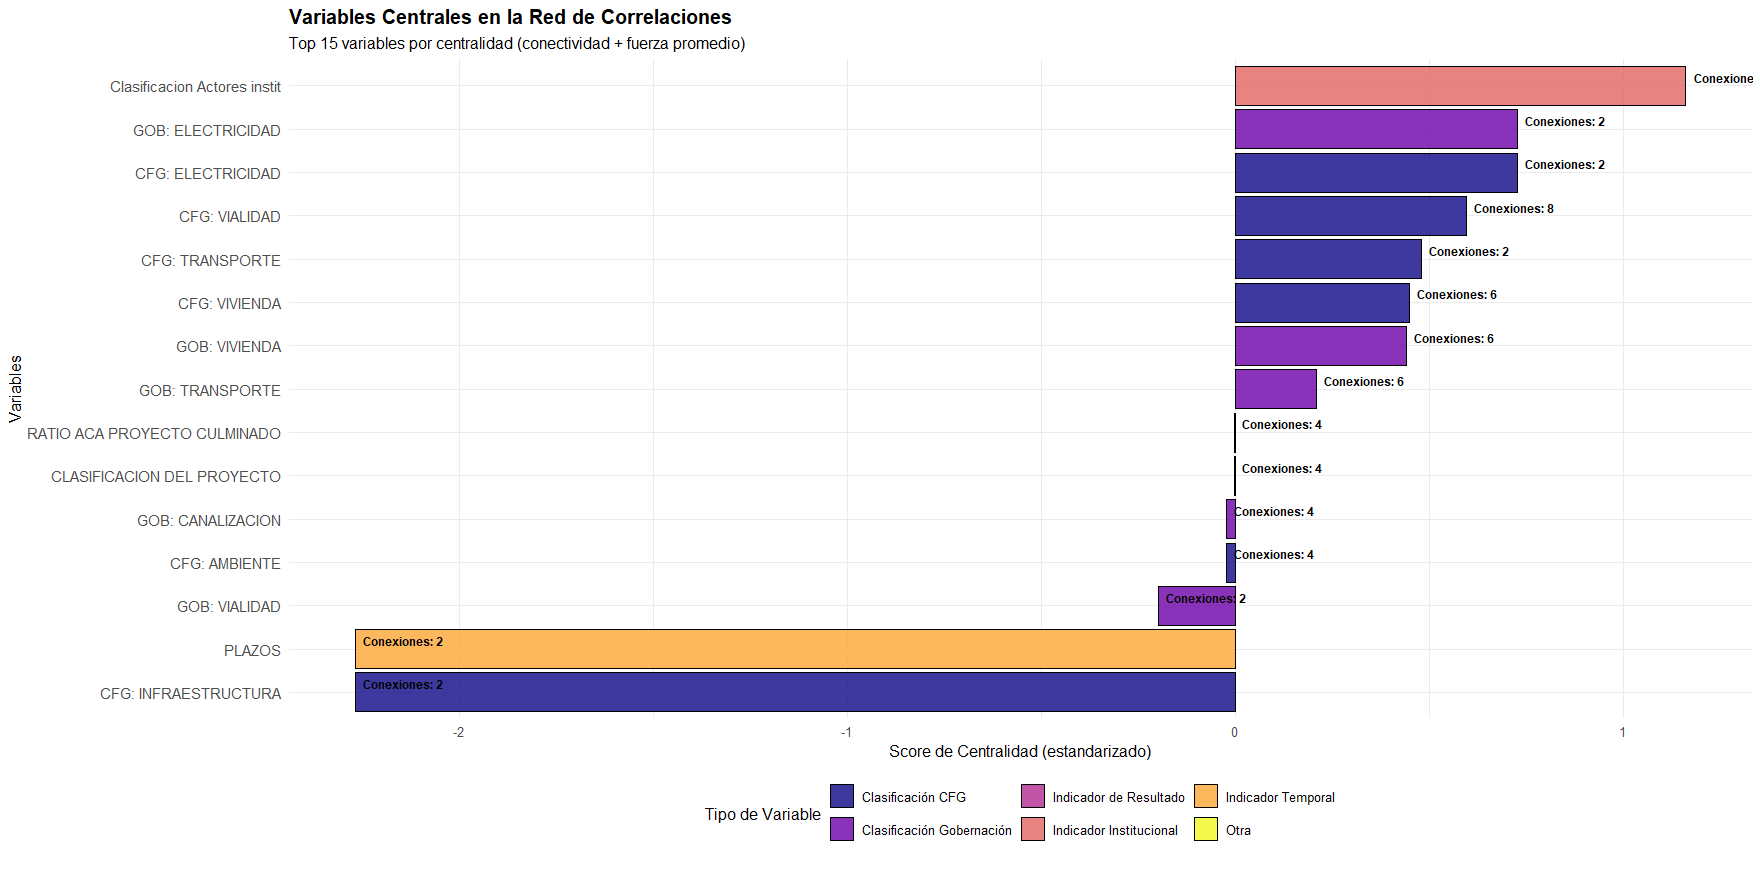 Variables Centrales en la Red de Correlaciones
Top 15 variables por centralidad (conectividad + fuerza promedio)
Variables
Clasificacion Actores instit
Conexione
GOB: ELECTRICIDAD
Conexiones: 2
CFG: ELECTRICIDAD
Conexiones: 2
CFG: VIALIDAD
Conexiones: 8
CFG: TRANSPORTE
Conexiones: 2
CFG: VIVIENDA
Conexiones: 6
GOB: VIVIENDA
Conexiones: 6
GOB: TRANSPORTE
Conexiones: 6
RATIO ACA PROYECTO CULMINADO
Conexiones: 4
CLASIFICACION DEL PROYECTO
Conexiones: 4
GOB: CANALIZACION
Conexiones: 4
CFG: AMBIENTE
Conexiones: 4
GOB: VIALIDAD
Conexiones: 2
PLAZOS
Conexiones: 2
CFG: INFRAESTRUCTURA
Conexiones: 2
-2 -1 0 1
Score de Centralidad (estandarizado)
Tipo de Variable
Clasificación CFG
Indicador de Resultado
Indicador Temporal
Clasificación Gobernación
Indicador Institucional
Otra